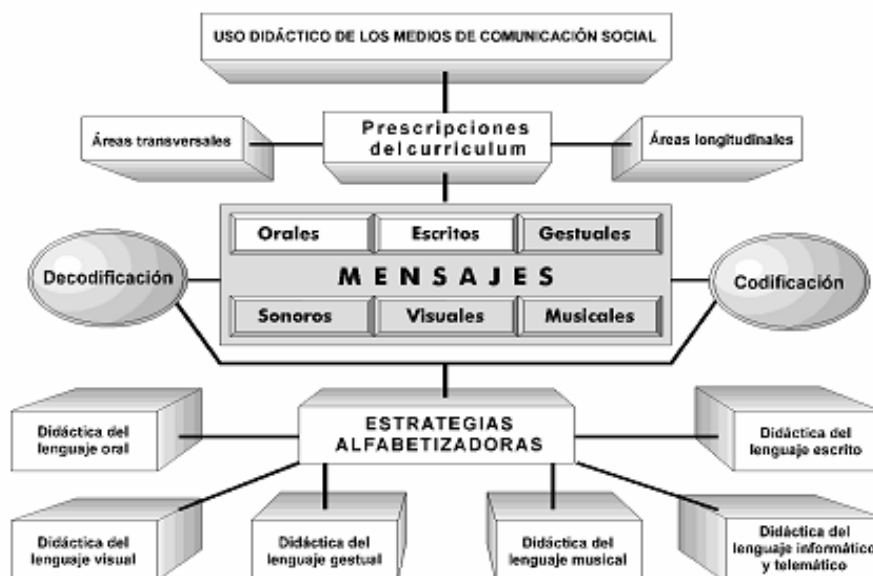 USO DIDÁCTICO DE LOS MEDIOS DE COMUNICACIÓN SOCIAL
Áreas transversales
Prescripciones
del curriculum
Áreas longitudinales
Orales
Escritos
Gestuales
Decodificación
MENSAJES
Codificación
Sonoros
Visuales
Musicales
ESTRATEGIAS
ALFABETIZADORAS
Didáctica del
lenguaje oral
Didáctica del
lenguaje escrito
Didáctica del
lenguaje visual
Didáctica del
lenguaje gestual
Didáctica del
lenguaje musical
Didáctica del
lenguaje informático
y telemático